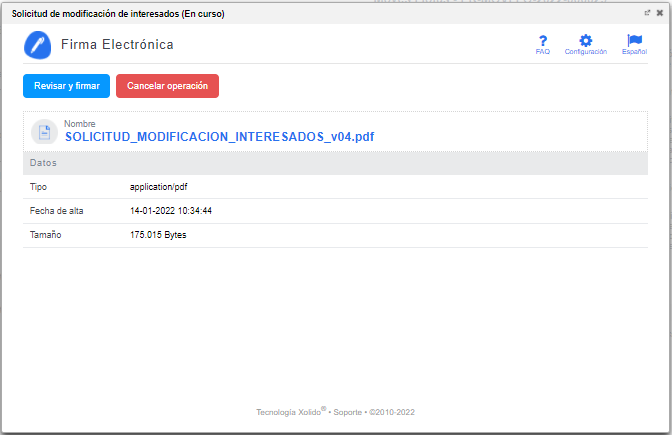 Solicitud de modificación de interesados (En curso)
Firma Electrónica
FAQ
Configuración
Español
Revisar y firmar
Cancelar operación
Nombre
SOLICITUD_MODIFICACION_INTERESADOS_v04.pdf
Datos
Tipo application/pdf
Fecha de alta 14-01-2022 10:34:44
Tamaño 175.015 Bytes
Tecnología Xolido® • Soporte • ©2010-2022